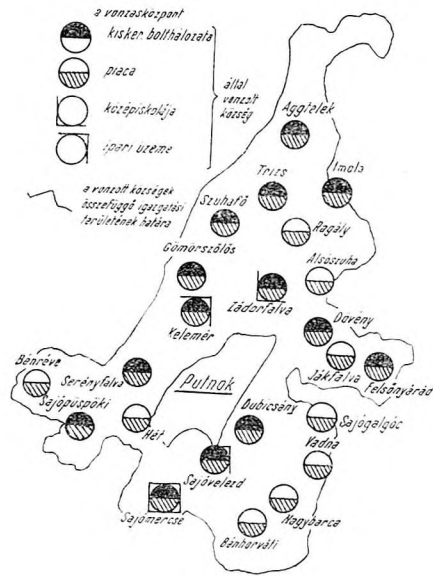 a vonzásközpont
kisker. bolthálózata
piaca
középiskolája
ipari üzeme
által
vonzott
község
a vonzott községek
összefüggő igazgatási
területének határa
Aggtelek
Trizs
Imola
Szuhafő
Ragály
Gömörszőlős
Alsószuha
Zádorfalva
Kelemér
Dövény
Bánréve
Serényfalva
Putnok
Jákfalva
Felsőnyárád
Sajópüspöki
Dubicsány
Sajógalgóc
Hét
Vadna
Sajóvelezd
Sajómercse
Nagybarca
Bánhorváti